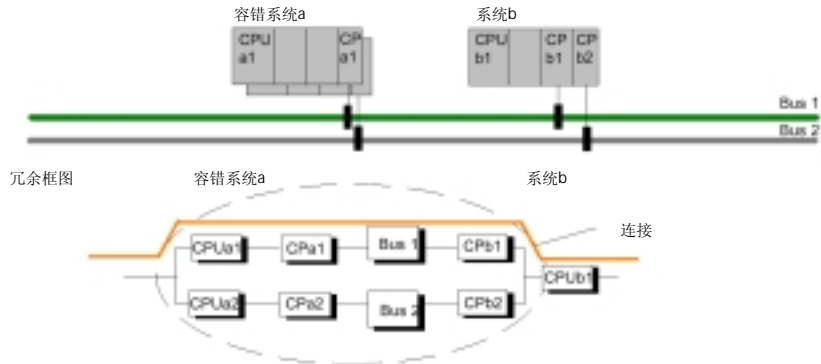 容错系统a
系统b
CPU a1
CP a1
CPU b1
CP b1
CP b2
Bus 1
Bus 2
冗余框图
容错系统a
系统b
连接
CPUa1
CPa1
Bus 1
CPb1
CPUb1
CPUa2
CPa2
Bus 2
CPb2